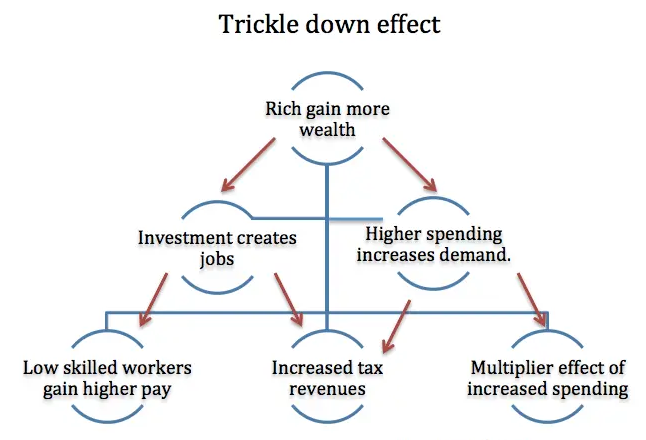 Trickle down effect
Rich gain more
wealth
Investment creates
jobs
Higher spending
increases demand.
Low skilled workers
gain higher pay
Increased tax
revenues
Multiplier effect of
increased spending